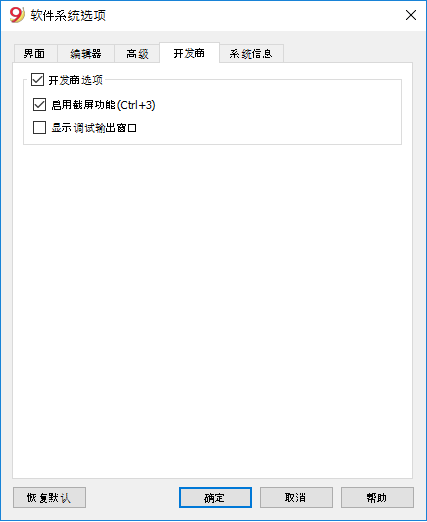 9 软件系统选项
界面 编辑器 高级 开发商 系统信息
开发商选项
启用截屏功能(Ctrl+3)
显示调试输出窗口
恢复默认 确定 取消 帮助